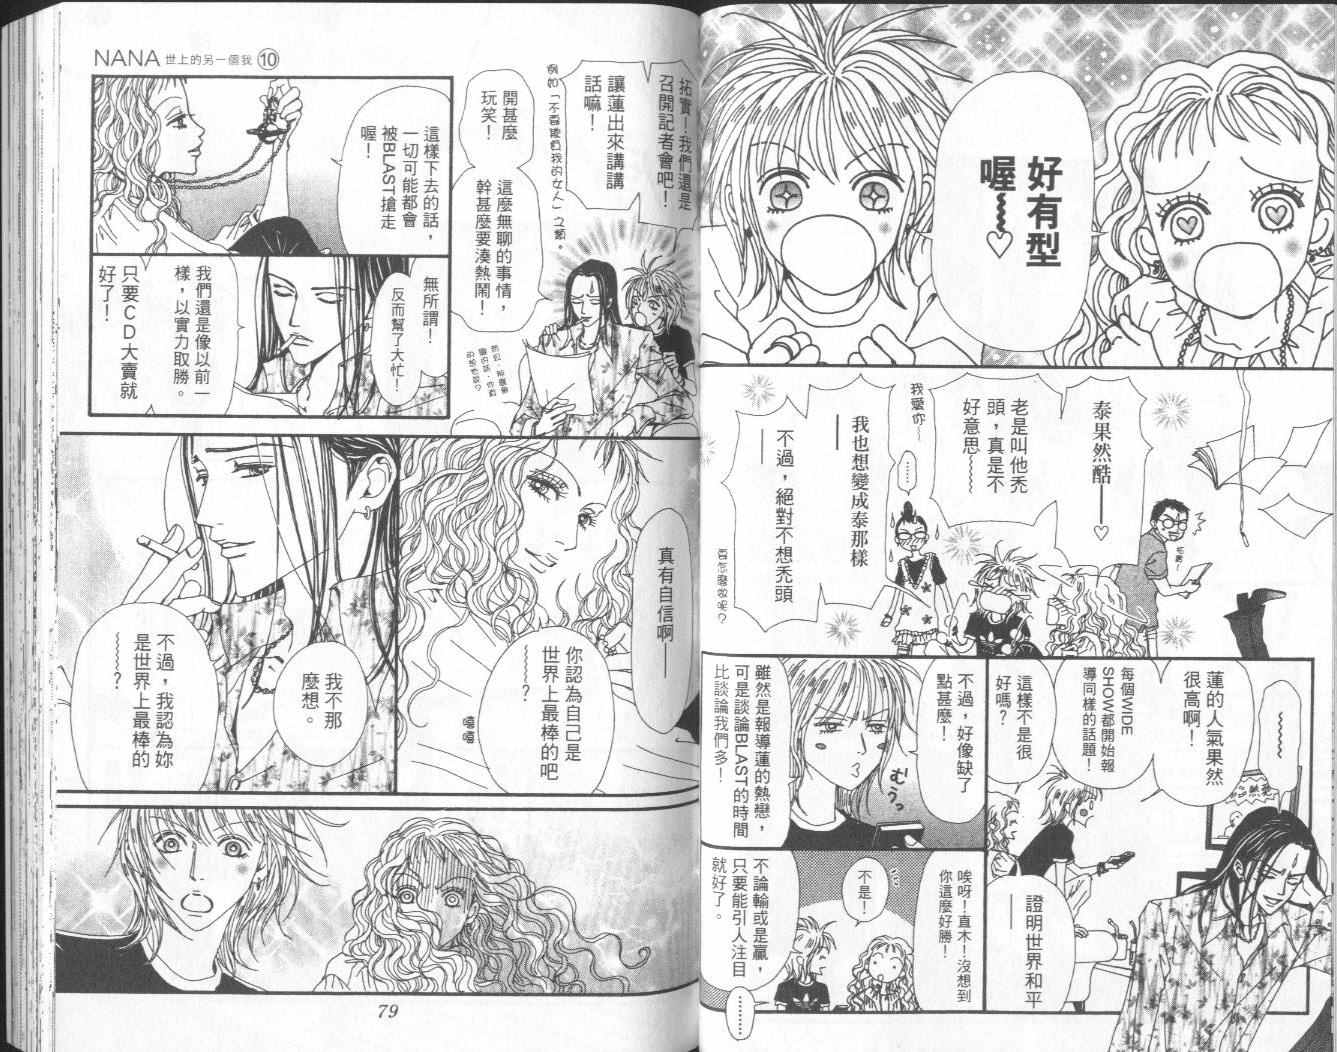 好有型
喔~~♡
泰果然酷——♡
老是叫他禿
頭，真是不
好意思~~
我愛你~
……
我也想變成泰那樣
——
不過，絕對不想禿頭
——
要怎麼做呢？
~~~~
蓮的人氣果然
很高啊！
每個WIDE
SHOW都開始報
導同樣的話題！
這樣不是很
好嗎？
證明世界和平
——
不過，好像缺了
點甚麼！
むうっ
雖然是報導蓮的熱戀，
可是談論BLAST的時間
比談論我們多！
唉呀！直木！沒想到
你這麼好勝！
不是！
不論輸或是贏，
只要能引人注目
就好了。
………
NANA 世上的另一個我 ⑩
拓實！我們還是
召開記者會吧！
讓蓮出來講講
話嘛！
例如「不要搶買我的女人」之類。
開甚麼
玩笑！
這麼無聊的事情，
幹甚麼要湊熱鬧！
這樣下去的話，
一切可能都會
被BLAST搶走
喔！
無所謂！
反而幫了大忙！
我們還是像以前一
樣，以實力取勝。
只要CD大賣就
好了！
真有自信啊——
你認為自己是
世界上最棒的吧
~~~~？
嘻嘻
我不那
麼想。
不過，我認為妳
是世界上最棒的
~~~~？
79